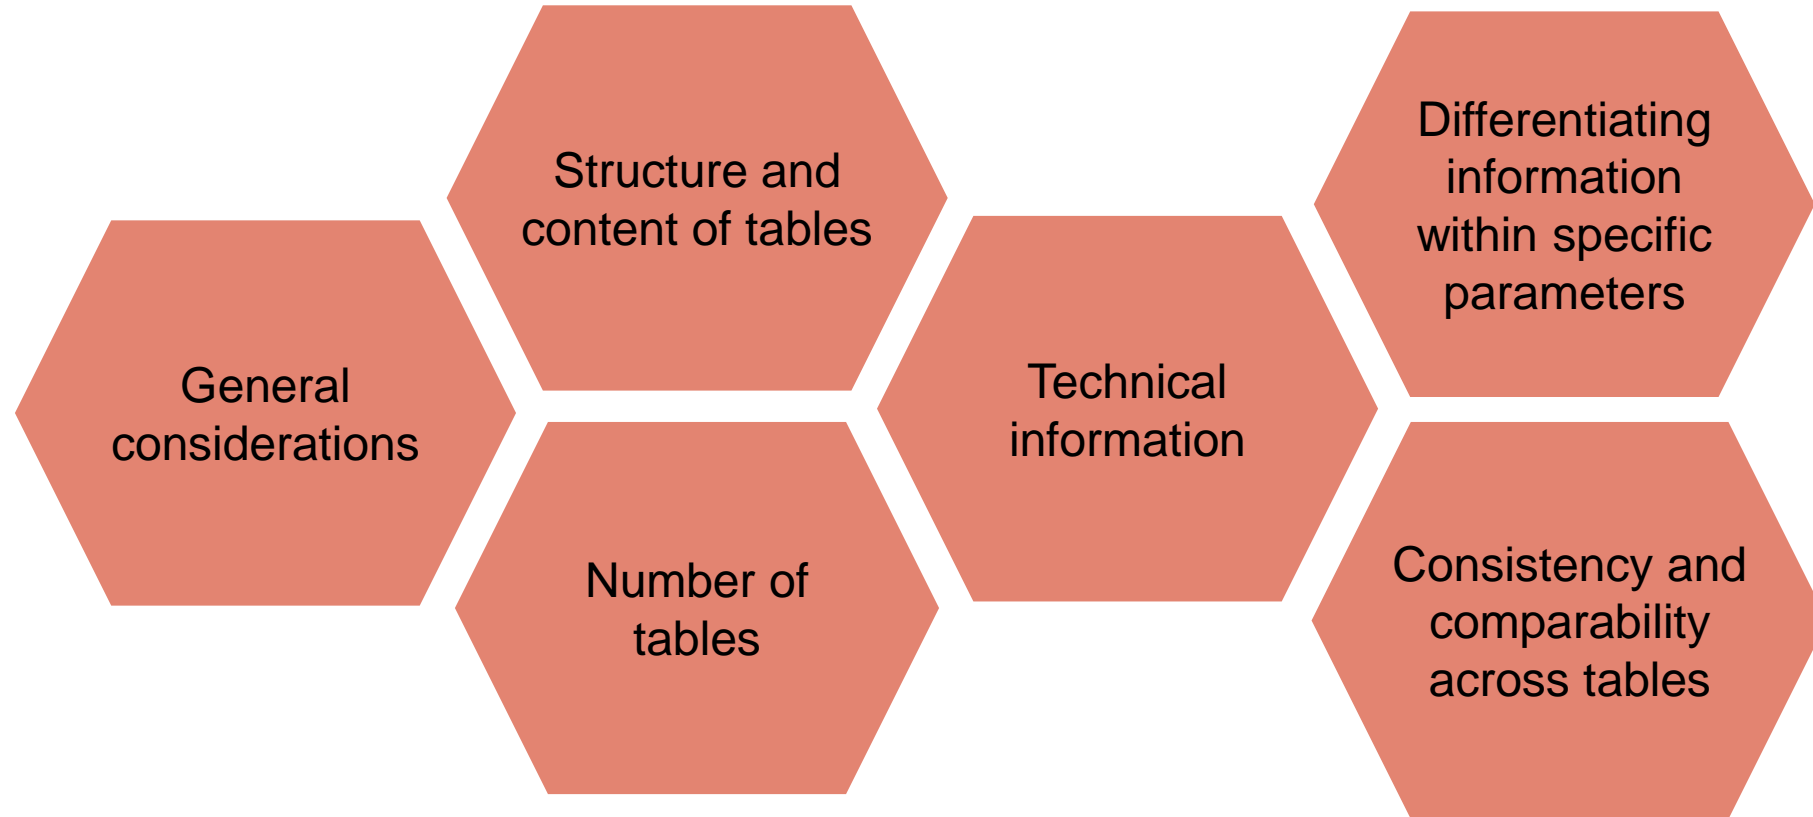 General
considerations
Structure and
content of tables
Number of
tables
Technical
information
Differentiating
information
within specific
parameters
Consistency and
comparability
across tables